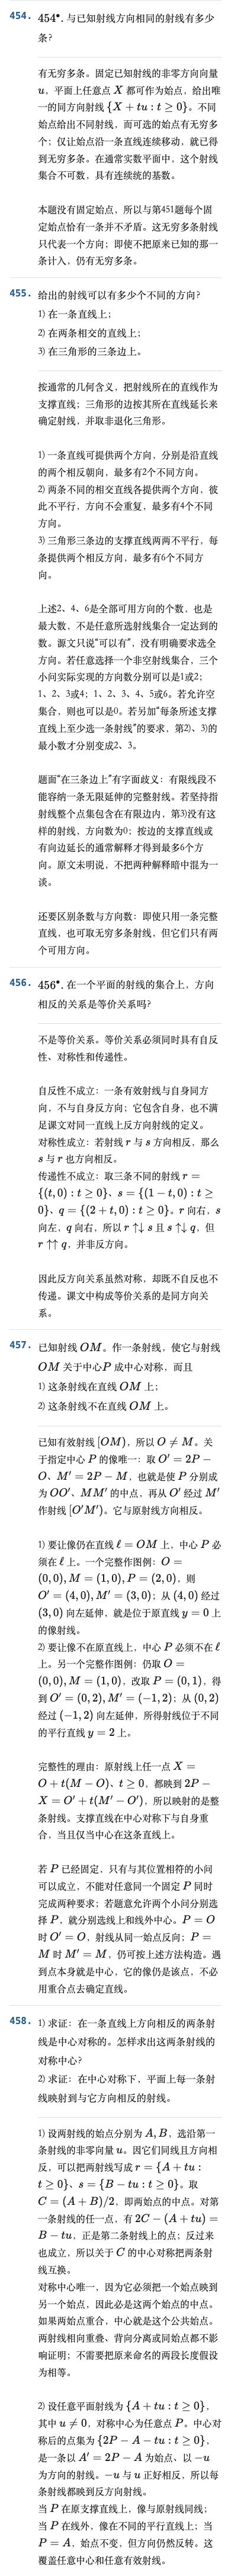 454. 454*. 与已知射线方向相同的射线有多少
条?
有无穷多条。固定已知射线的非零方向向量
u，平面上任意点 X 都可作为始点，给出唯
一的同方向射线 {X + tu : t ≥ 0}。不同
始点给出不同射线，而可选的始点有无穷多
个；仅让始点沿一条直线连续移动，就已得
到无穷多条。在通常实数平面中，这个射线
集合不可数，具有连续统的基数。
本题没有固定始点，所以与第451题每个固
定始点恰有一条并不矛盾。这无穷多条射线
只代表一个方向；即使不把原来已知的那一
条计入，仍有无穷多条。
455. 给出的射线可以有多少个不同的方向?
1) 在一条直线上；
2) 在两条相交的直线上；
3) 在三角形的三条边上。
按通常的几何含义，把射线所在的直线作为
支撑直线；三角形的边按其所在直线延长来
确定射线，并取非退化三角形。
1) 一条直线可提供两个方向，分别是沿直线
的两个相反朝向，最多有2个不同方向。
2) 两条不同的相交直线各提供两个方向，彼
此不平行，方向不会重复，最多有4个不同
方向。
3) 三角形三条边的支撑直线两两不平行，每
条提供两个相反方向，最多有6个不同方
向。
上述2、4、6是全部可用方向的个数，也是
最大数，不是任意所选射线集合一定达到的
数。源文只说“可以有”，没有明确要求选全
方向。若任意选择一个非空射线集合，三个
小问实际实现的方向数分别可以是1或2；
1、2、3或4；1、2、3、4、5或6。若允许空
集合，则也可以是0。若另加“每条所述支撑
直线上至少选一条射线”的要求，第2)、3)的
最小数才分别变成2、3。
题面“在三条边上”有字面歧义：有限线段不
能容纳一条无限延伸的完整射线。若坚持指
射线整个点集包含在有限边内，第3)没有这
样的射线，方向数为0；按边的支撑直线或
有向边延长的通常解释才得到最多6个方
向。原文未明说，不把两种解释暗中混为一
谈。
还要区别条数与方向数：即使只用一条完整
直线，也可取无穷多条射线，但它们只有两
个可用方向。
456. 456*. 在一个平面的射线的集合上，方向
相反的关系是等价关系吗?
不是等价关系。等价关系必须同时具有自反
性、对称性和传递性。
自反性不成立：一条有效射线与自身同方
向，不与自身反方向；它包含自身，也不满
足课文对同一直线上反方向射线的定义。
对称性成立：若射线 r 与 s 方向相反，那么
s 与 r 也方向相反。
传递性不成立：取三条不同的射线 r =
{(t, 0) : t ≥ 0}、s = {(1 − t, 0) : t ≥
0}、q = {(2 + t, 0) : t ≥ 0}。r 向右，s
向左，q 向右，所以 r ↑↓ s 且 s ↑↓ q，但
r ↑↑ q，并非反方向。
因此反方向关系虽然对称，却既不自反也不
传递。课文中构成等价关系的是同方向关
系。
457. 已知射线 OM。作一条射线，使它与射线
OM 关于中心P 成中心对称，而且
1) 这条射线在直线 OM 上；
2) 这条射线不在直线 OM 上。
已知有效射线 [OM)，所以 O ≠ M。关
于指定中心 P 的像唯一：取 O′ = 2P −
O、M′ = 2P − M，也就是使 P 分别成
为 OO′、MM′ 的中点，再从 O′ 经过 M′
作射线 [O′M′)。它与原射线方向相反。
1) 要让像仍在直线 ℓ = OM 上，中心 P 必
须在 ℓ 上。一个完整作图例：O =
(0, 0), M = (1, 0), P = (2, 0)，则
O′ = (4, 0), M′ = (3, 0)；从 (4, 0) 经过
(3, 0) 向左延伸，就是位于原直线 y = 0 上
的像射线。
2) 要让像不在原直线上，中心 P 必须不在 ℓ
上。另一个完整作图例：仍取 O =
(0, 0), M = (1, 0)，改取 P = (0, 1)，得
到 O′ = (0, 2), M′ = (−1, 2)；从 (0, 2)
经过 (−1, 2) 向左延伸，所得射线位于不同
的平行直线 y = 2 上。
完整性的理由：原射线上任一点 X =
O + t(M − O)、t ≥ 0，都映到 2P −
X = O′ + t(M′ − O′)，所以映射的是整
条射线。支撑直线在中心对称下与自身重
合，当且仅当中心在这条直线上。
若 P 已经固定，只有与其位置相符的小问
可以成立，不能对任意同一个固定 P 同时
完成两种要求；若题意允许两个小问分别选
择 P，就分别选线上和线外中心。P = O
时 O′ = O，射线从同一始点反向；P =
M 时 M′ = M，仍可按上述方法构造。遇
到点本身就是中心，它的像仍是该点，不必
用重合点去确定直线。
458. 1) 求证：在一条直线上方向相反的两条射
线是中心对称的。怎样求出这两条射线的
对称中心?
2) 求证：在中心对称下，平面上每一条射
线映射到与它方向相反的射线。
1) 设两射线的始点分别为 A, B，选沿第一
条射线的非零向量 u。因它们同线且方向相
反，可以把两射线写成 r = {A + tu :
t ≥ 0}、s = {B − tu : t ≥ 0}。取
C = (A + B)/2，即两始点的中点。对第
一射线的任一点，有 2C − (A + tu) =
B − tu，正是第二射线上的点；反过来
也成立，所以关于 C 的中心对称把两条射
线互换。
对称中心唯一，因为它必须把一个始点映到
另一个始点，因此必是这两个始点的中点。
如果两始点重合，中心就是这个公共始点。
两射线相向重叠、背向分离或同始点都不影
响证明；不需要把原来命名的两段长度假设
为相等。
2) 设任意平面射线为 {A + tu : t ≥ 0}，
其中 u ≠ 0，对称中心为任意点 P。中心对
称后的点集为 {2P − A − tu : t ≥ 0}，
是一条以 A′ = 2P − A 为始点、以 −u
为方向的射线。−u 与 u 正好相反，所以每
条射线都映到反方向射线。
当 P 在原支撑直线上，像与原射线同线；
当 P 在线外，像在不同的平行直线上；当
P = A，始点不变，但方向仍然反转。这
覆盖任意中心和任意有效射线。